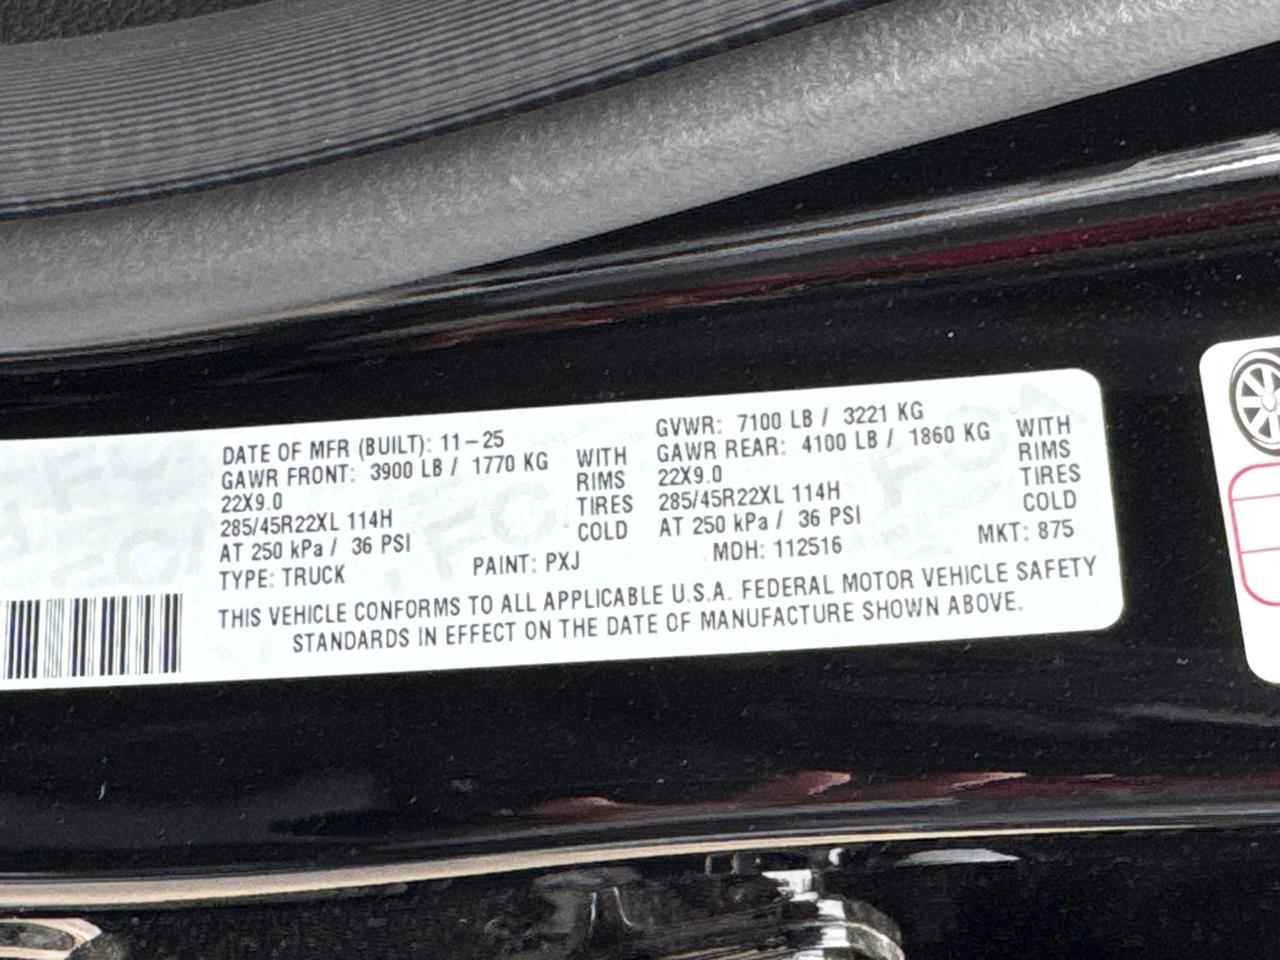 DATE OF MFR (BUILT): 11-25
GVWR: 7100 LB / 3221 KG
GAWR FRONT: 3900 LB / 1770 KG WITH
GAWR REAR: 4100 LB / 1860 KG WITH
22X9.0 RIMS
22X9.0 RIMS
285/45R22XL 114H TIRES
285/45R22XL 114H TIRES
AT 250 kPa / 36 PSI COLD
AT 250 kPa / 36 PSI COLD
TYPE: TRUCK PAINT: PXJ MDH: 112516 MKT: 875
THIS VEHICLE CONFORMS TO ALL APPLICABLE U.S.A. FEDERAL MOTOR VEHICLE SAFETY
STANDARDS IN EFFECT ON THE DATE OF MANUFACTURE SHOWN ABOVE.